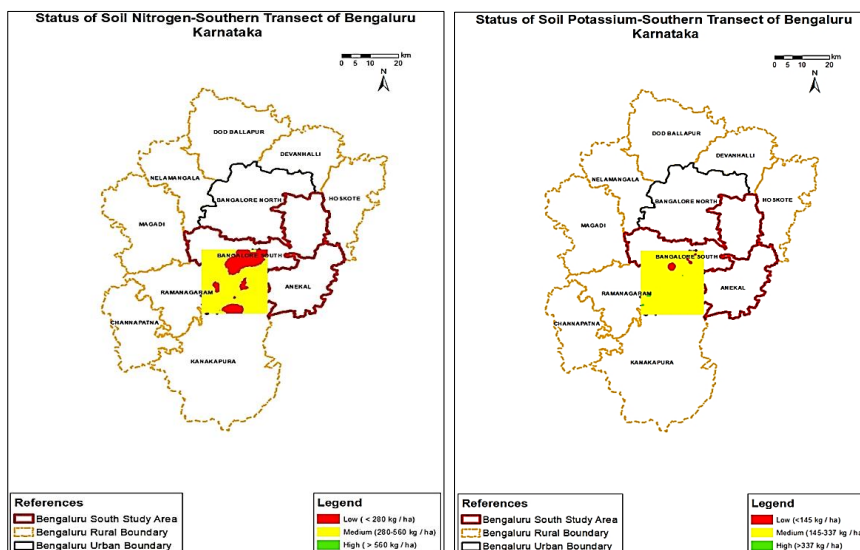 Status of Soil Nitrogen-Southern Transect of Bengaluru
Karnataka
0 5 10 20
km
N
DOD BALLAPUR
DEVANHALLI
NELAMANGALA
BANGALORE NORTH
HOSKOTE
MAGADI
BANGALORE SOUTH
RAMANAGARAM
ANEKAL
CHANNAPATNA
KANAKAPURA
References
Bengaluru South Study Area
Bengaluru Rural Boundary
Bengaluru Urban Boundary
Legend
Low ( < 280 kg / ha)
Medium (280-560 kg / ha)
High ( > 560 kg / ha)
Status of Soil Potassium-Southern Transect of Bengaluru
Karnataka
0 5 10 20
km
N
DOD BALLAPUR
DEVANHALLI
NELAMANGALA
BANGALORE NORTH
HOSKOTE
MAGADI
BANGALORE SOUTH
RAMANAGARAM
ANEKAL
CHANNAPATNA
KANAKAPURA
References
Bengaluru South Study Area
Bengaluru Rural Boundary
Bengaluru Urban Boundary
Legend
Low (<145 kg / ha)
Medium (145-337 kg / ha)
High (>337 kg / ha)